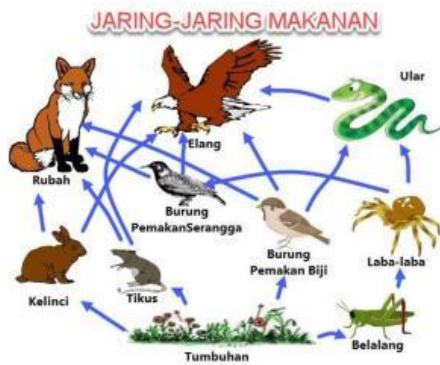 JARING-JARING MAKANAN
Ular
Elang
Rubah
Burung
PemakanSerangga
Burung
Pemakan Biji
Laba-laba
Kelinci
Tikus
Belalang
Tumbuhan